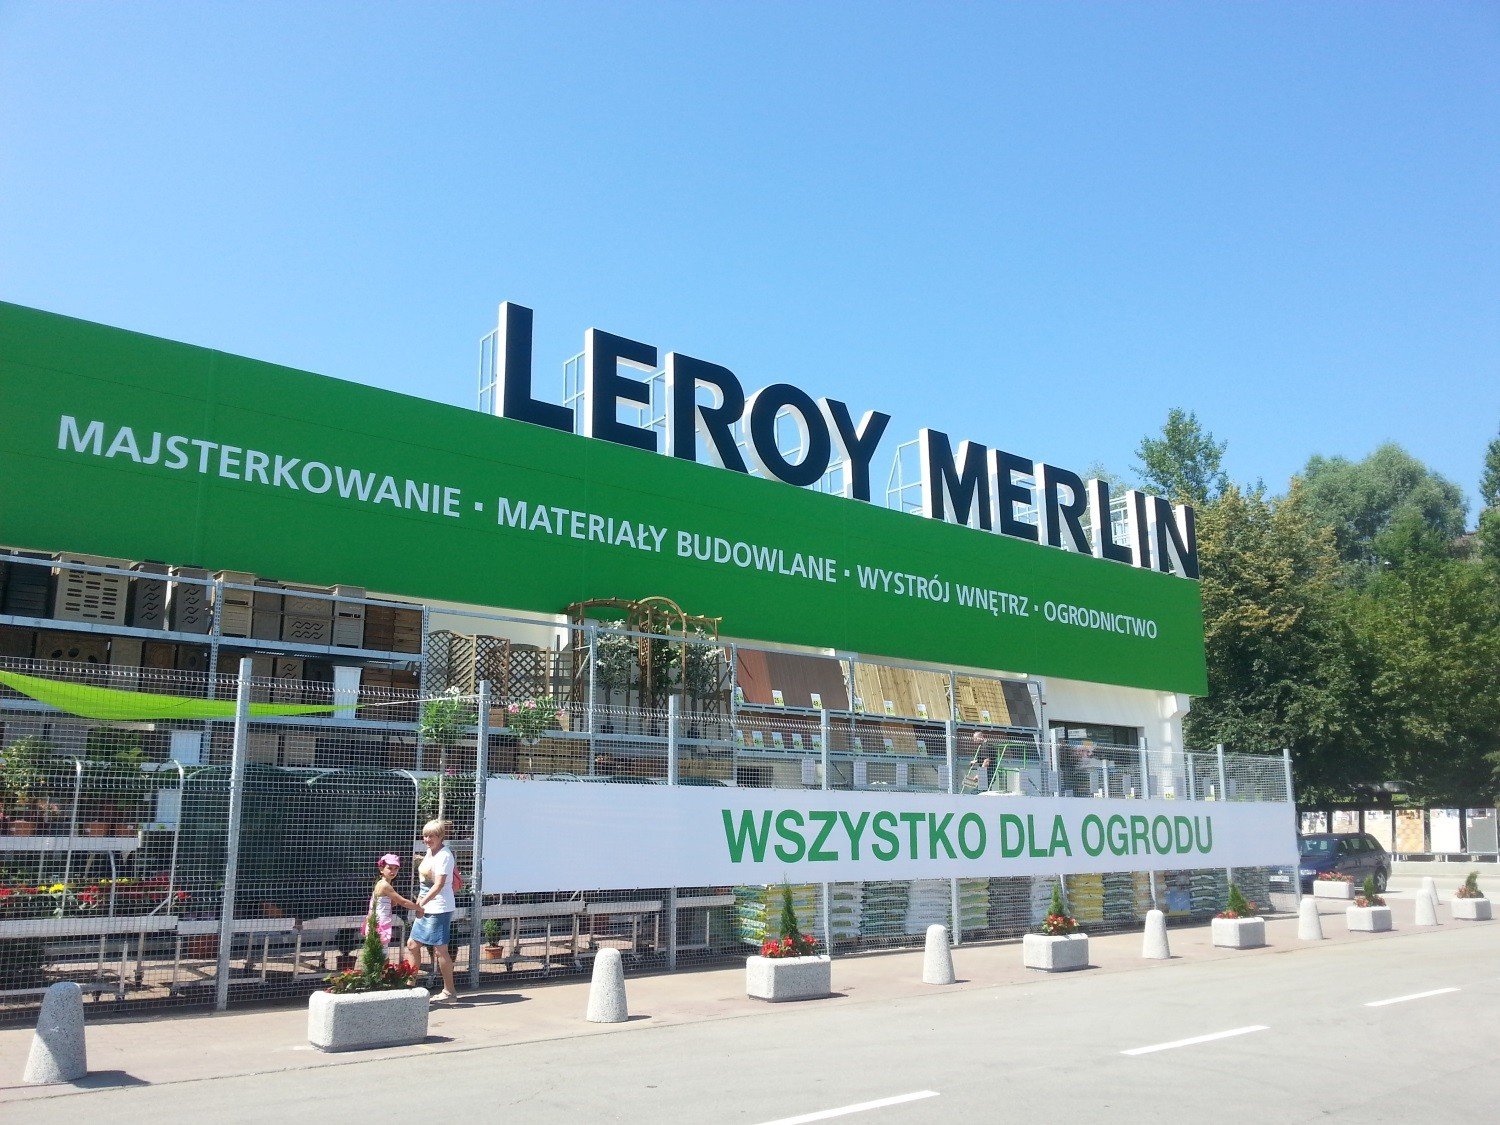 LEROY MERLIN
MAJSTERKOWANIE · MATERIAŁY BUDOWLANE · WYSTRÓJ WNĘTRZ · OGRODNICTWO
WSZYSTKO DLA OGRODU